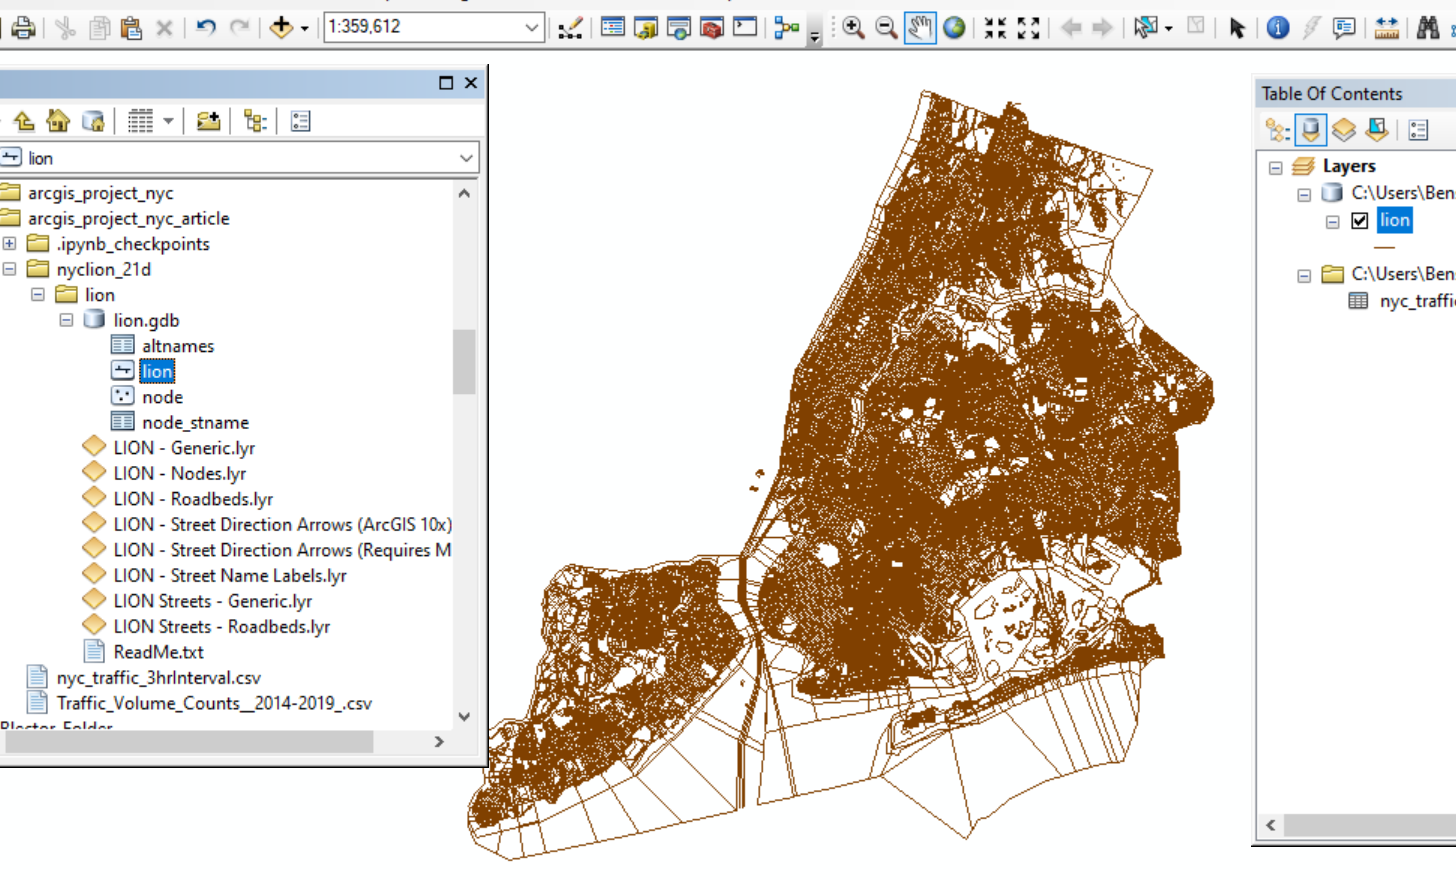 1:359,612
lion
arcgis_project_nyc
arcgis_project_nyc_article
.ipynb_checkpoints
nyclion_21d
lion
lion.gdb
altnames
lion
node
node_stname
LION - Generic.lyr
LION - Nodes.lyr
LION - Roadbeds.lyr
LION - Street Direction Arrows (ArcGIS 10x)
LION - Street Direction Arrows (Requires M
LION - Street Name Labels.lyr
LION Streets - Generic.lyr
LION Streets - Roadbeds.lyr
ReadMe.txt
nyc_traffic_3hrInterval.csv
Traffic_Volume_Counts__2014-2019_.csv
Table Of Contents
Layers
C:\Users\Ben
lion
C:\Users\Ben
nyc_traffi